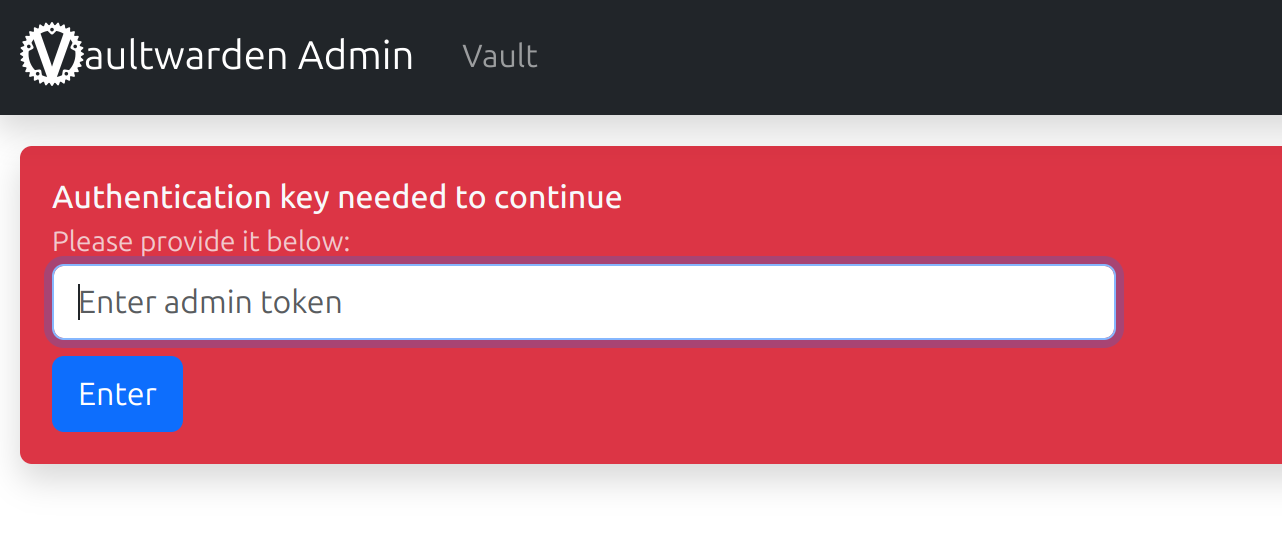 Vaultwarden Admin Vault
Authentication key needed to continue
Please provide it below:
Enter admin token
Enter